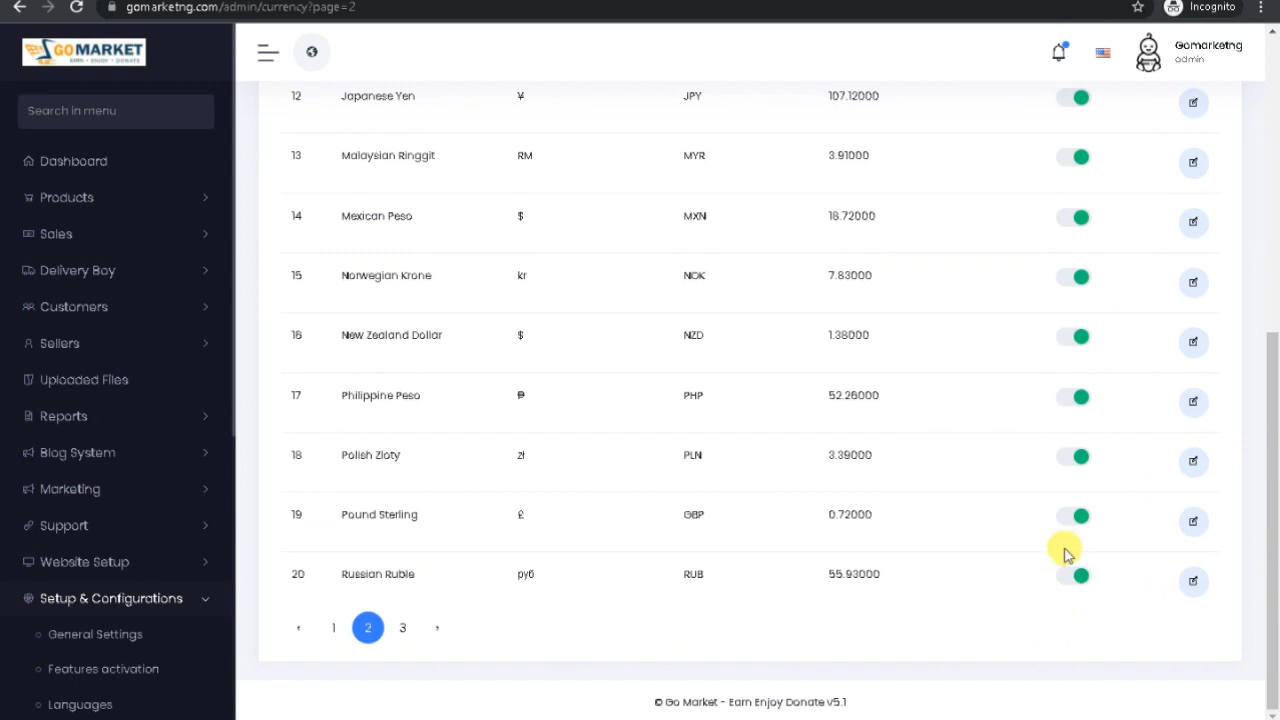 gomarketng.com/admin/currency?page=2
Incognito
GOMARKET
EARN • ENJOY • DONATE
Gomarketng
admin
Search in menu
Dashboard
Products
Sales
Delivery Boy
Customers
Sellers
Uploaded Files
Reports
Blog System
Marketing
Support
Website Setup
Setup & Configurations
General Settings
Features activation
Languages
12 Japanese Yen ¥ JPY 107.12000
13 Malaysian Ringgit RM MYR 3.91000
14 Mexican Peso $ MXN 18.72000
15 Norwegian Krone kr NOK 7.83000
16 New Zealand Dollar $ NZD 1.38000
17 Philippine Peso ₱ PHP 52.26000
18 Polish Zloty zł PLN 3.39000
19 Pound Sterling £ GBP 0.72000
20 Russian Ruble руб RUB 55.93000
‹ 1 2 3 ›
© Go Market - Earn Enjoy Donate v5.1